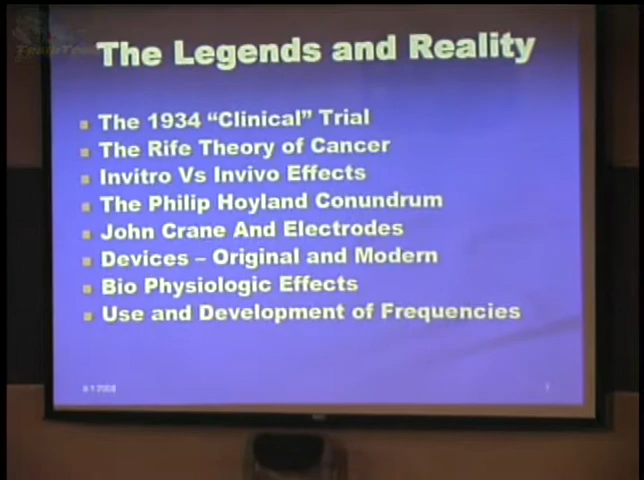 The Legends and Reality
The 1934 “Clinical” Trial
The Rife Theory of Cancer
Invitro Vs Invivo Effects
The Philip Hoyland Conundrum
John Crane And Electrodes
Devices – Original and Modern
Bio Physiologic Effects
Use and Development of Frequencies